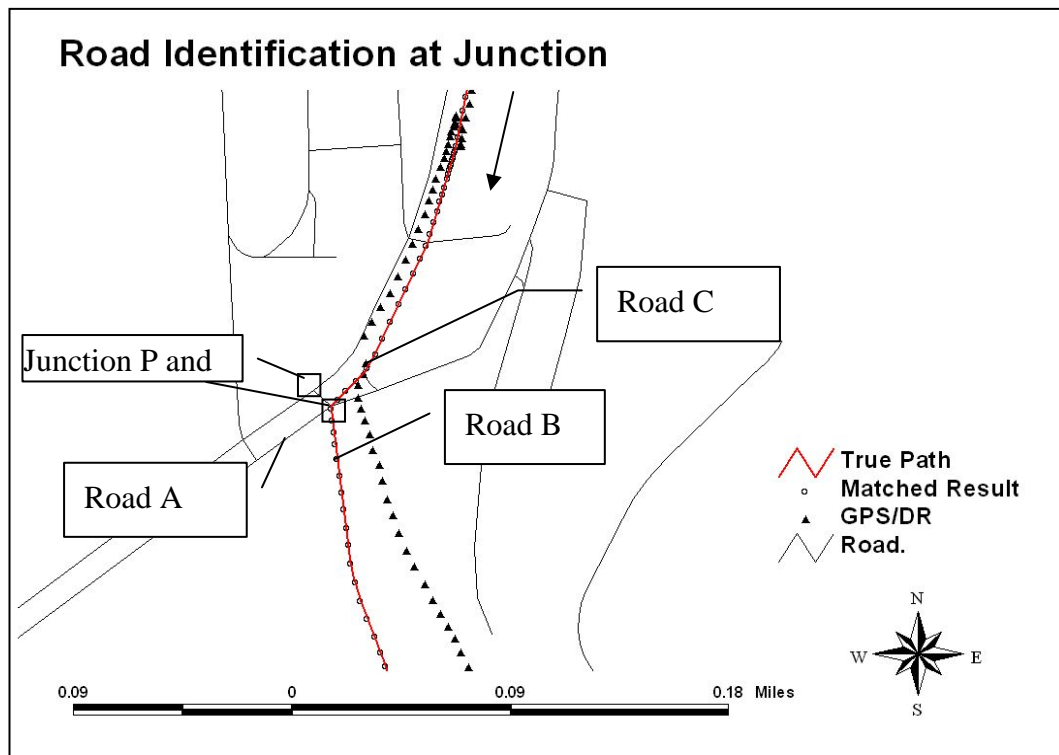 Road Identification at Junction
Road C
Junction P and
Road B
Road A
True Path
Matched Result
GPS/DR
Road.
N
W E
S
0.09 0 0.09 0.18 Miles